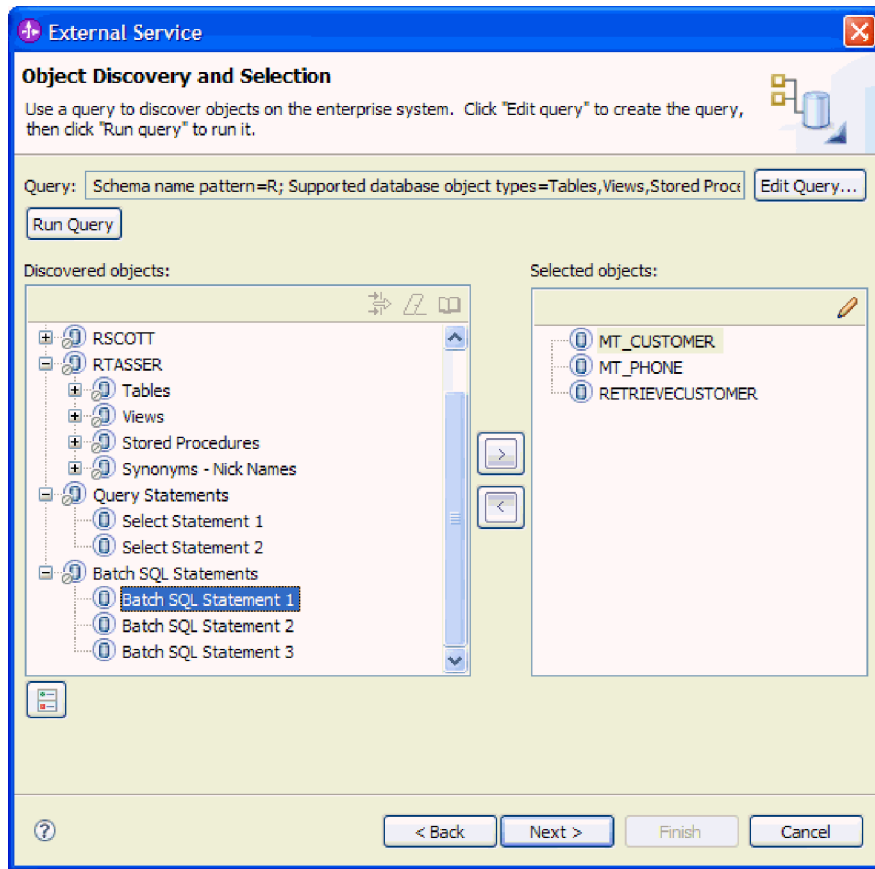 External Service
Object Discovery and Selection
Use a query to discover objects on the enterprise system. Click "Edit query" to create the query,
then click "Run query" to run it.
Query: Schema name pattern=R; Supported database object types=Tables,Views,Stored Proce Edit Query...
Run Query
Discovered objects:
RSCOTT
RTASSER
Tables
Views
Stored Procedures
Synonyms - Nick Names
Query Statements
Select Statement 1
Select Statement 2
Batch SQL Statements
Batch SQL Statement 1
Batch SQL Statement 2
Batch SQL Statement 3
Selected objects:
MT_CUSTOMER
MT_PHONE
RETRIEVECUSTOMER
>
<
? < Back Next > Finish Cancel